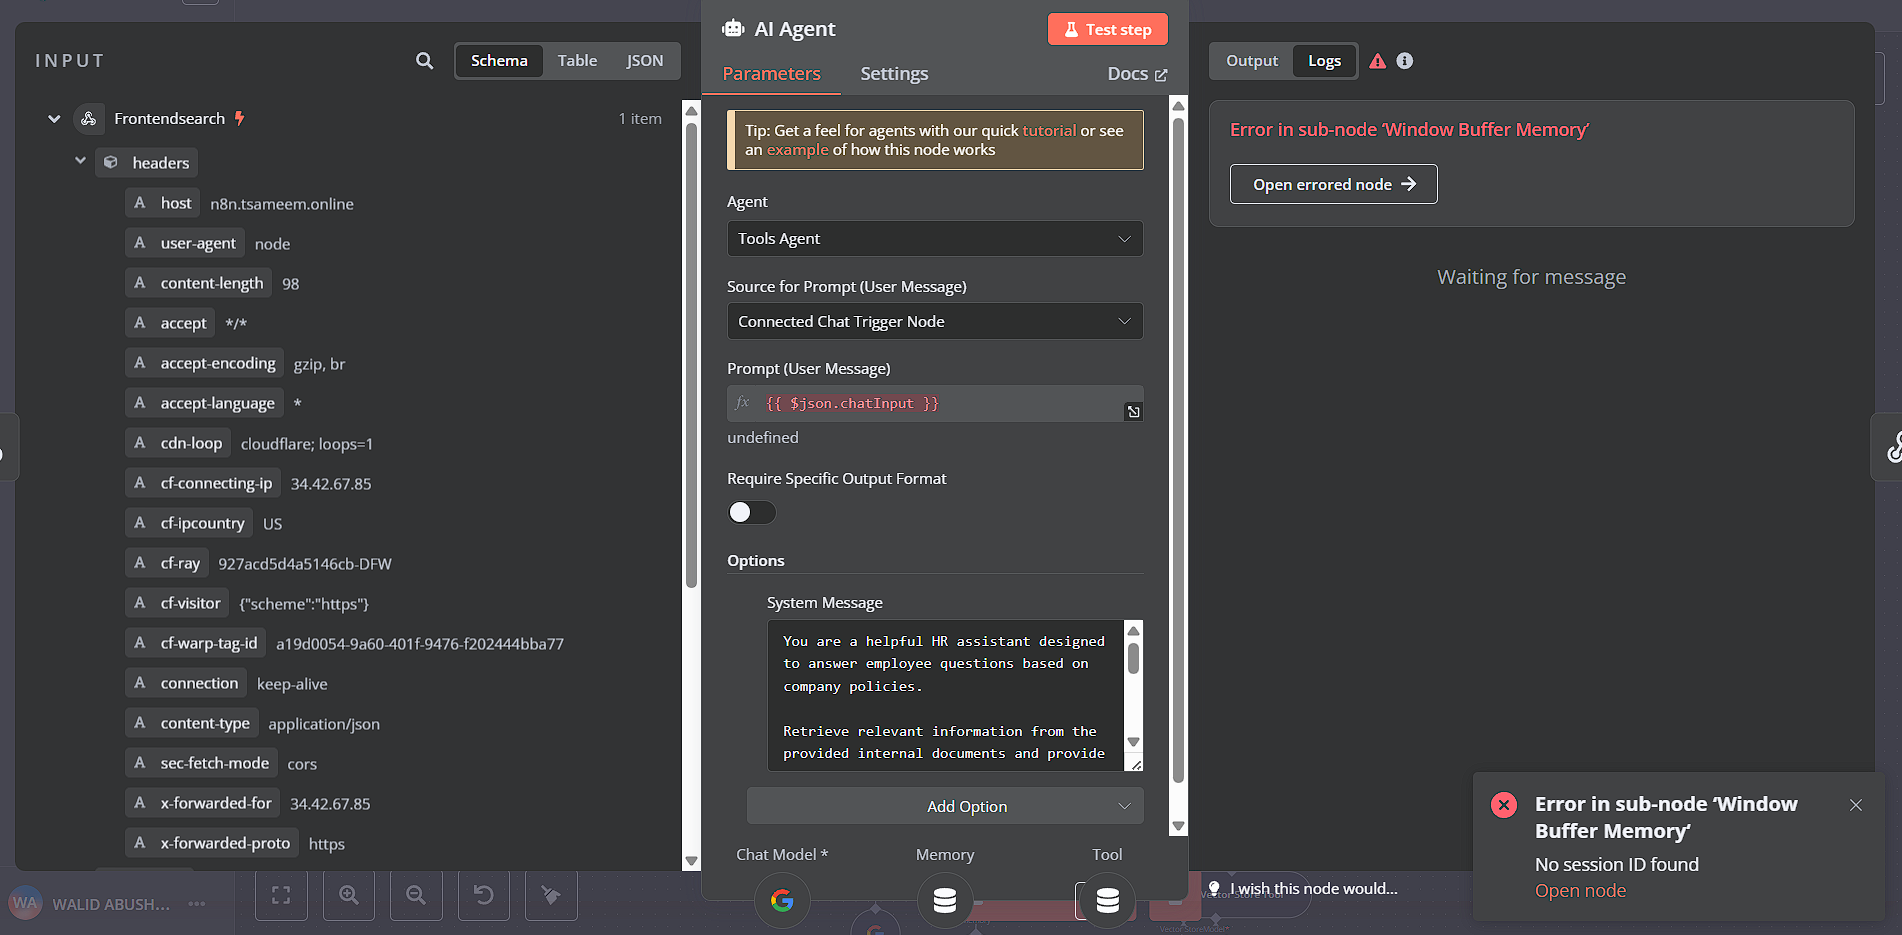 INPUT
Schema
Table
JSON
Frontendsearch
1 item
headers
A host n8n.tsameem.online
A user-agent node
A content-length 98
A accept */*
A accept-encoding gzip, br
A accept-language *
A cdn-loop cloudflare; loops=1
A cf-connecting-ip 34.42.67.85
A cf-ipcountry US
A cf-ray 927acd5d4a5146cb-DFW
A cf-visitor {"scheme":"https"}
A cf-warp-tag-id a19d0054-9a60-401f-9476-f202444bba77
A connection keep-alive
A content-type application/json
A sec-fetch-mode cors
A x-forwarded-for 34.42.67.85
A x-forwarded-proto https
WA WALID ABUSH...
AI Agent
Test step
Parameters
Settings
Docs
Tip: Get a feel for agents with our quick tutorial or see
an example of how this node works
Agent
Tools Agent
Source for Prompt (User Message)
Connected Chat Trigger Node
Prompt (User Message)
fx {{ $json.chatInput }}
undefined
Require Specific Output Format
Options
System Message
You are a helpful HR assistant designed
to answer employee questions based on
company policies.
Retrieve relevant information from the
provided internal documents and provide
Add Option
Chat Model *
Memory
Tool
Output
Logs
Error in sub-node ‘Window Buffer Memory’
Open errored node
Waiting for message
I wish this node would...
Vector Store Tool
Vector Store Model*
Error in sub-node ‘Window
Buffer Memory’
No session ID found
Open node